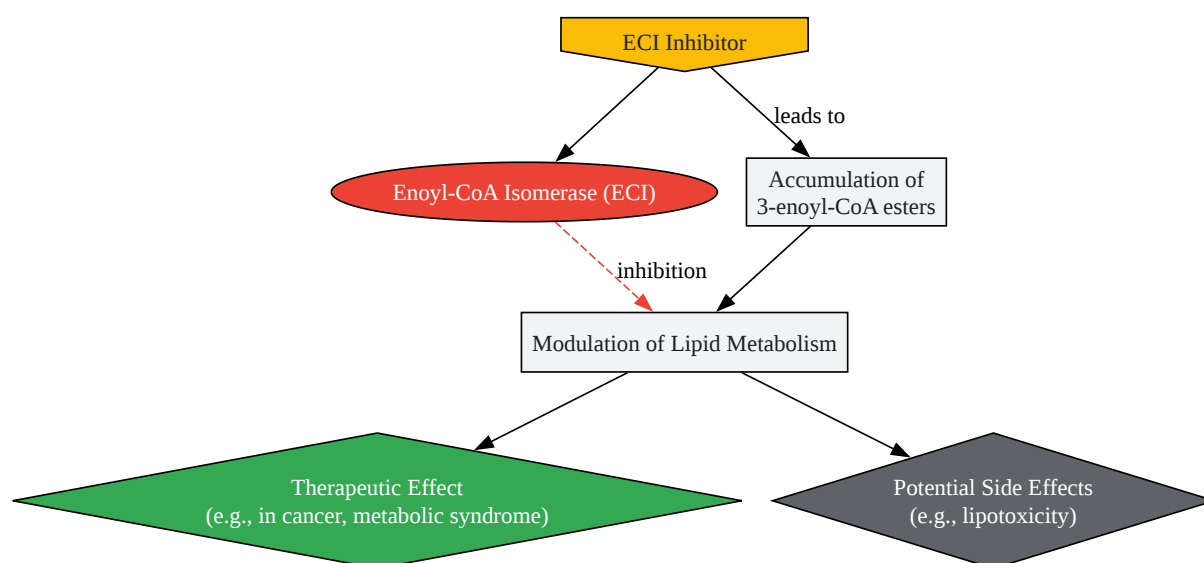 ECI Inhibitor
leads to
Enoyl-CoA Isomerase (ECI)
Accumulation of
3-enoyl-CoA esters
inhibition
Modulation of Lipid Metabolism
Therapeutic Effect
(e.g., in cancer, metabolic syndrome)
Potential Side Effects
(e.g., lipotoxicity)